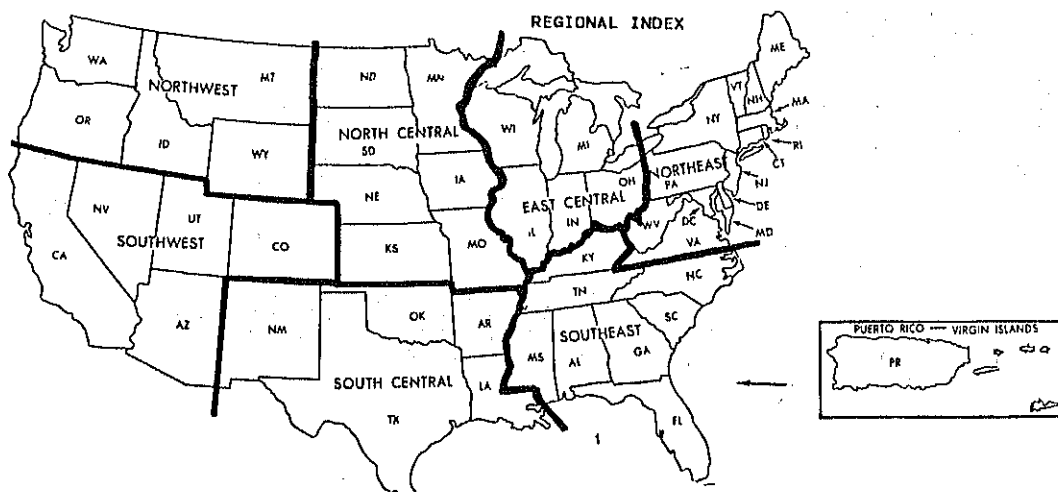 REGIONAL INDEX
WA
MT
ND
MN
ME
NORTHWEST
VT
NH
MA
OR
NORTH CENTRAL
WI
NY
ID
WY
SD
MI
RI
CT
IA
NORTHEAST
NE
OH
PA
NJ
EAST CENTRAL
DE
NV
UT
IL
IN
WV
DC
MD
SOUTHWEST
CO
KS
MO
KY
VA
CA
TN
NC
AZ
NM
OK
AR
SC
SOUTHEAST
PUERTO RICO — VIRGIN ISLANDS
MS
AL
GA
PR
SOUTH CENTRAL
LA
TX
FL
1